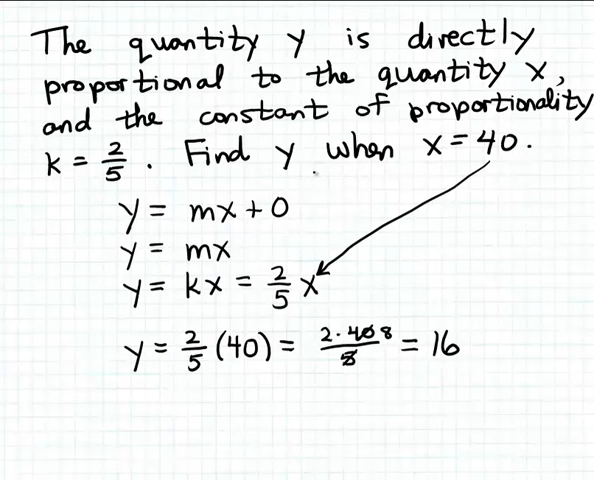 The quantity y is directly
proportional to the quantity x,
and the constant of proportionality
k = 2/5. Find y when x = 40.
y = mx + 0
y = mx
y = kx = 2/5 x
y = 2/5 (40) = 2·40 8/5 = 16